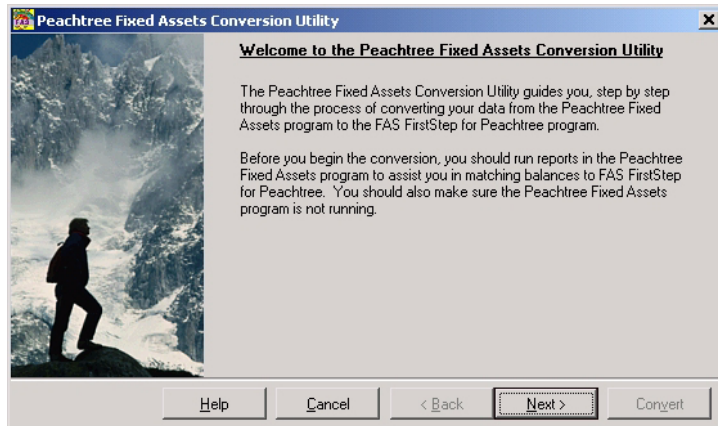 Peachtree Fixed Assets Conversion Utility
Welcome to the Peachtree Fixed Assets Conversion Utility
The Peachtree Fixed Assets Conversion Utility guides you, step by step
through the process of converting your data from the Peachtree Fixed
Assets program to the FAS FirstStep for Peachtree program.
Before you begin the conversion, you should run reports in the Peachtree
Fixed Assets program to assist you in matching balances to FAS FirstStep
for Peachtree. You should also make sure the Peachtree Fixed Assets
program is not running.
Help Cancel < Back Next > Convert